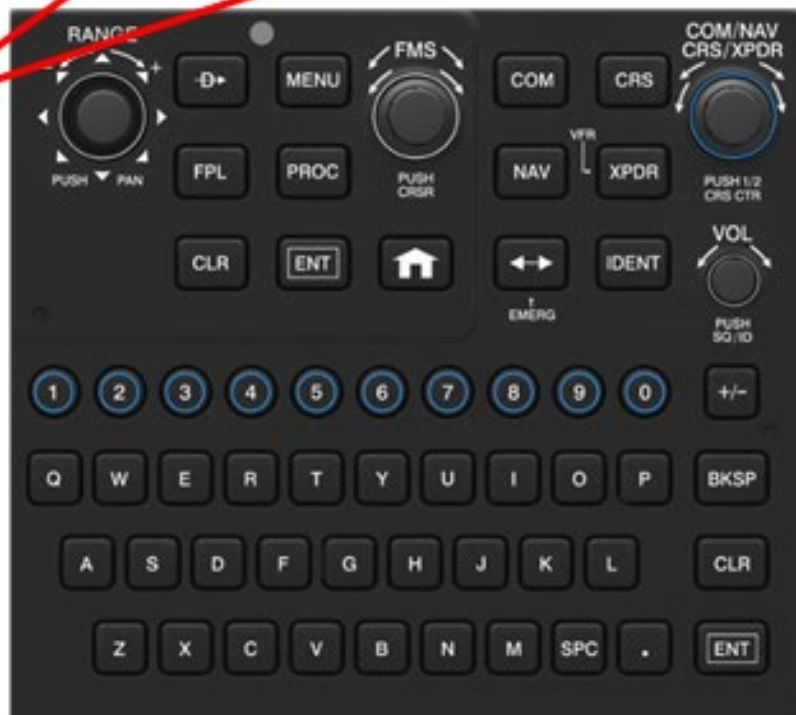 RANGE
- +
PUSH PAN
D
MENU
FMS
PUSH
CRSR
COM
CRS
COM/NAV
CRS/XPDR
PUSH 1/2
CRS CTR
FPL
PROC
NAV
VFR
XPDR
CLR
ENT
EMERG
IDENT
VOL
PUSH
SQ/ID
1 2 3 4 5 6 7 8 9 0 +/-
Q W E R T Y U I O P BKSP
A S D F G H J K L CLR
Z X C V B N M SPC . ENT